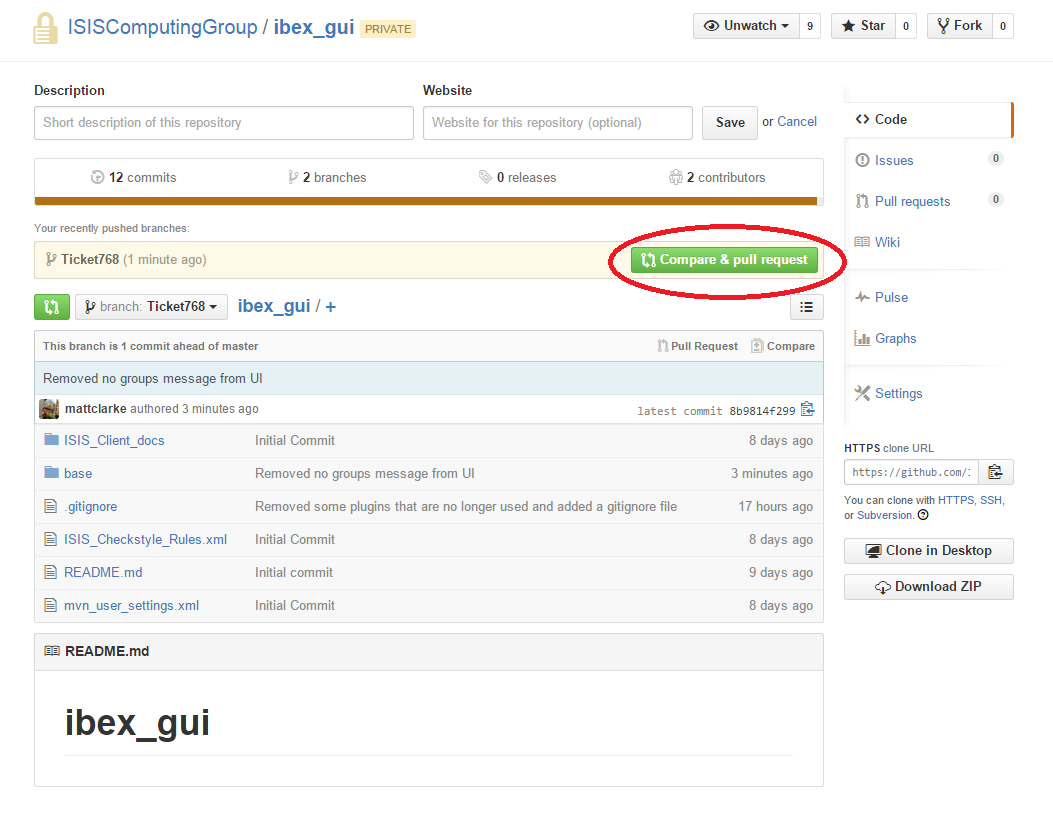 ISISComputingGroup / ibex_gui PRIVATE
Unwatch 9 Star 0 Fork 0
Description Website
Short description of this repository Website for this repository (optional) Save or Cancel
12 commits 2 branches 0 releases 2 contributors
Your recently pushed branches:
Ticket768 (1 minute ago) Compare & pull request
branch: Ticket768 ibex_gui / +
This branch is 1 commit ahead of master Pull Request Compare
Removed no groups message from UI
mattclarke authored 3 minutes ago latest commit 8b9814f299
ISIS_Client_docs Initial Commit 8 days ago
base Removed no groups message from UI 3 minutes ago
.gitignore Removed some plugins that are no longer used and added a gitignore file 17 hours ago
ISIS_Checkstyle_Rules.xml Initial Commit 8 days ago
README.md Initial commit 9 days ago
mvn_user_settings.xml Initial Commit 8 days ago
README.md
ibex_gui
Code
Issues 0
Pull requests 0
Wiki
Pulse
Graphs
Settings
HTTPS clone URL
https://github.com/
You can clone with HTTPS, SSH,
or Subversion.
Clone in Desktop
Download ZIP